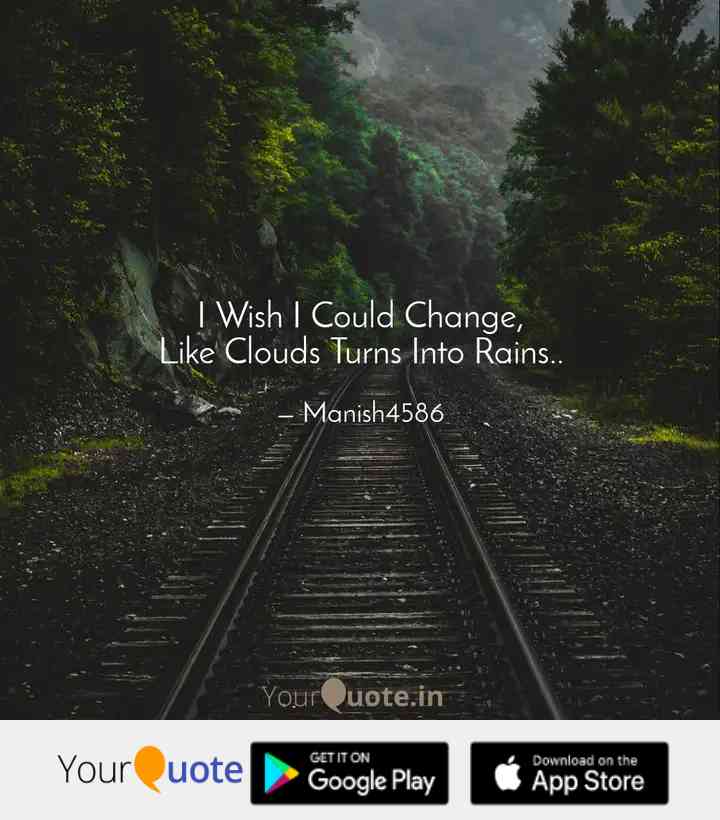 I Wish I Could Change,
Like Clouds Turns Into Rains..
– Manish4586
YourQuote.in
YourQuote
GET IT ON
Google Play
Download on the
App Store